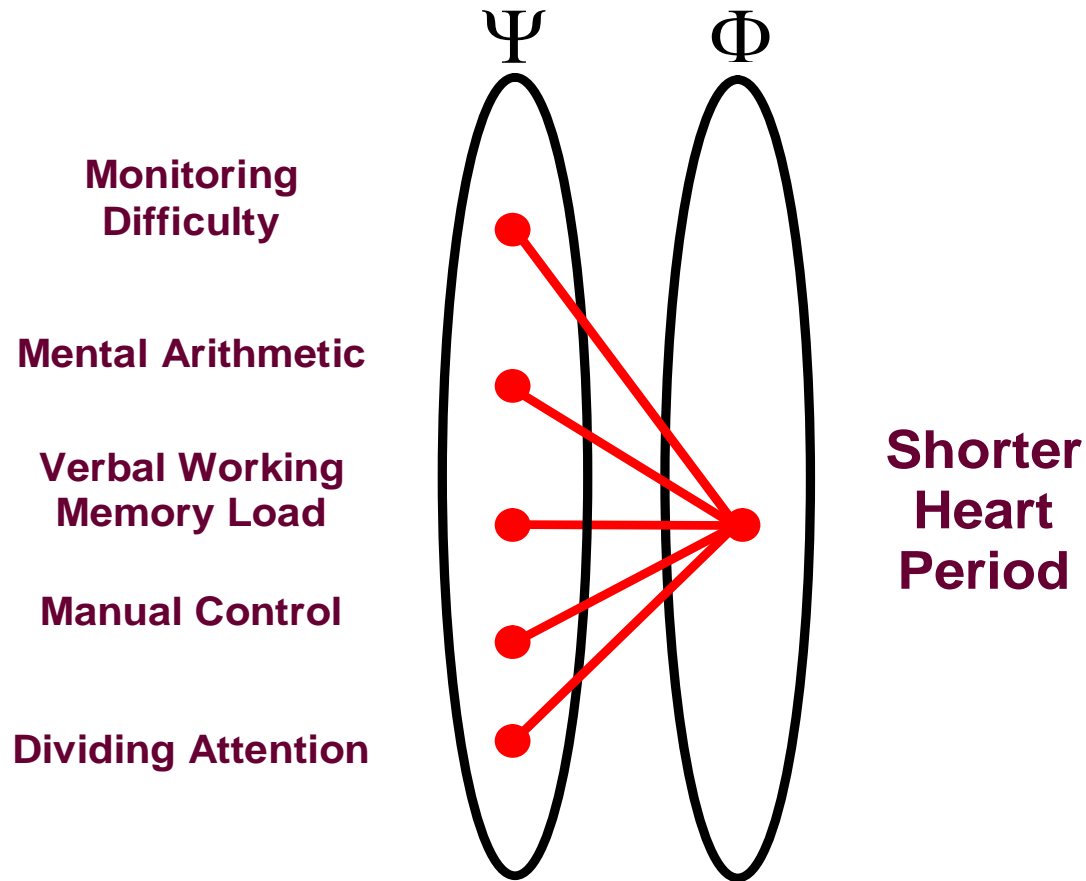 Ψ
Φ
Monitoring
Difficulty
Mental Arithmetic
Verbal Working
Memory Load
Manual Control
Dividing Attention
Shorter
Heart
Period